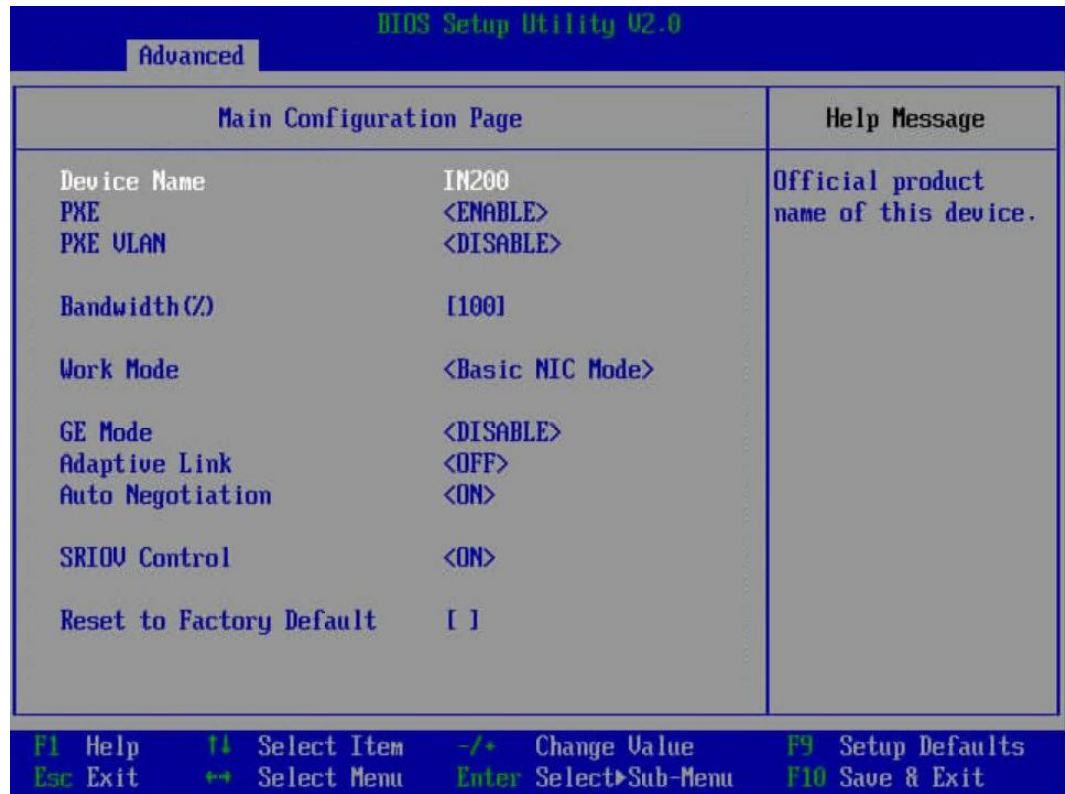 BIOS Setup Utility V2.0
Advanced
Main Configuration Page
Help Message
Device Name IN200
PXE <ENABLE>
PXE VLAN <DISABLE>
Bandwidth(%) [100]
Work Mode <Basic NIC Mode>
GE Mode <DISABLE>
Adaptive Link <OFF>
Auto Negotiation <ON>
SRIOV Control <ON>
Reset to Factory Default [ ]
Official product
name of this device.
F1 Help ↑↓ Select Item -/+ Change Value F9 Setup Defaults
Esc Exit ←→ Select Menu Enter Select▶Sub-Menu F10 Save & Exit